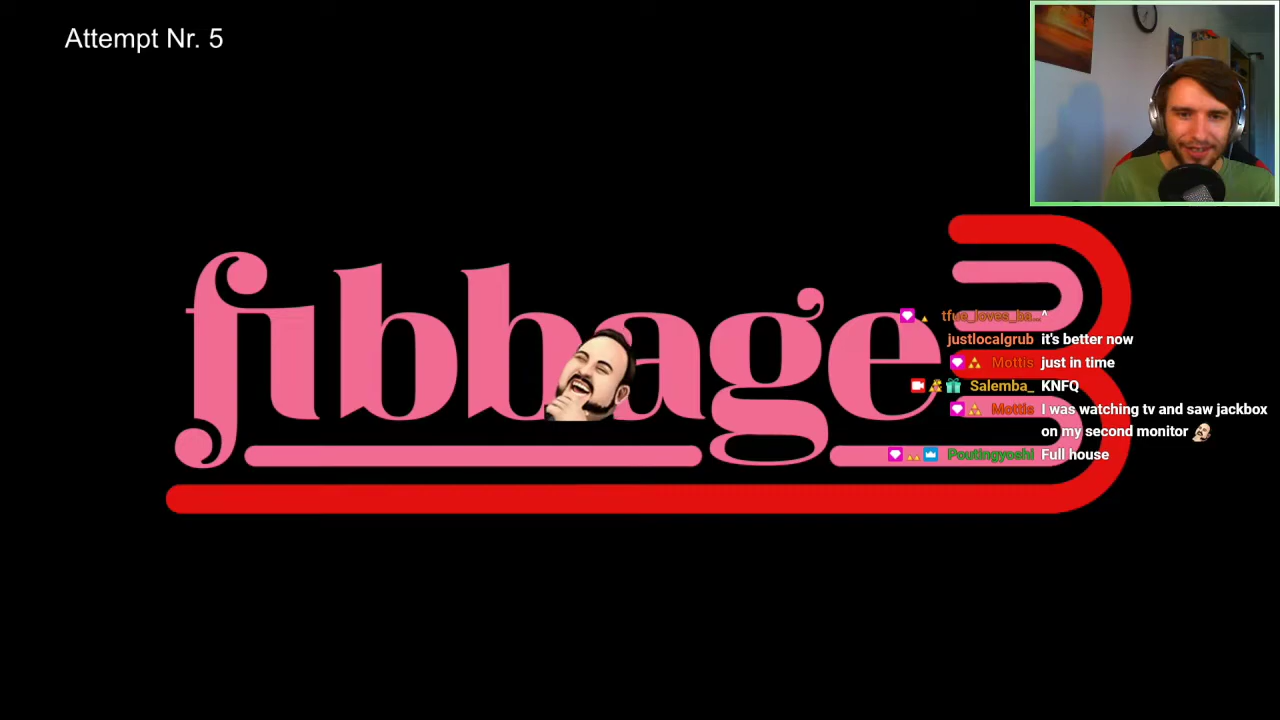 Attempt Nr. 5
fibbage 3
tfue_loves_ba... ^
justlocalgrub it's better now
Mottis just in time
Salemba_ KNFQ
Mottis I was watching tv and saw jackbox
on my second monitor
Poutingyoshi Full house